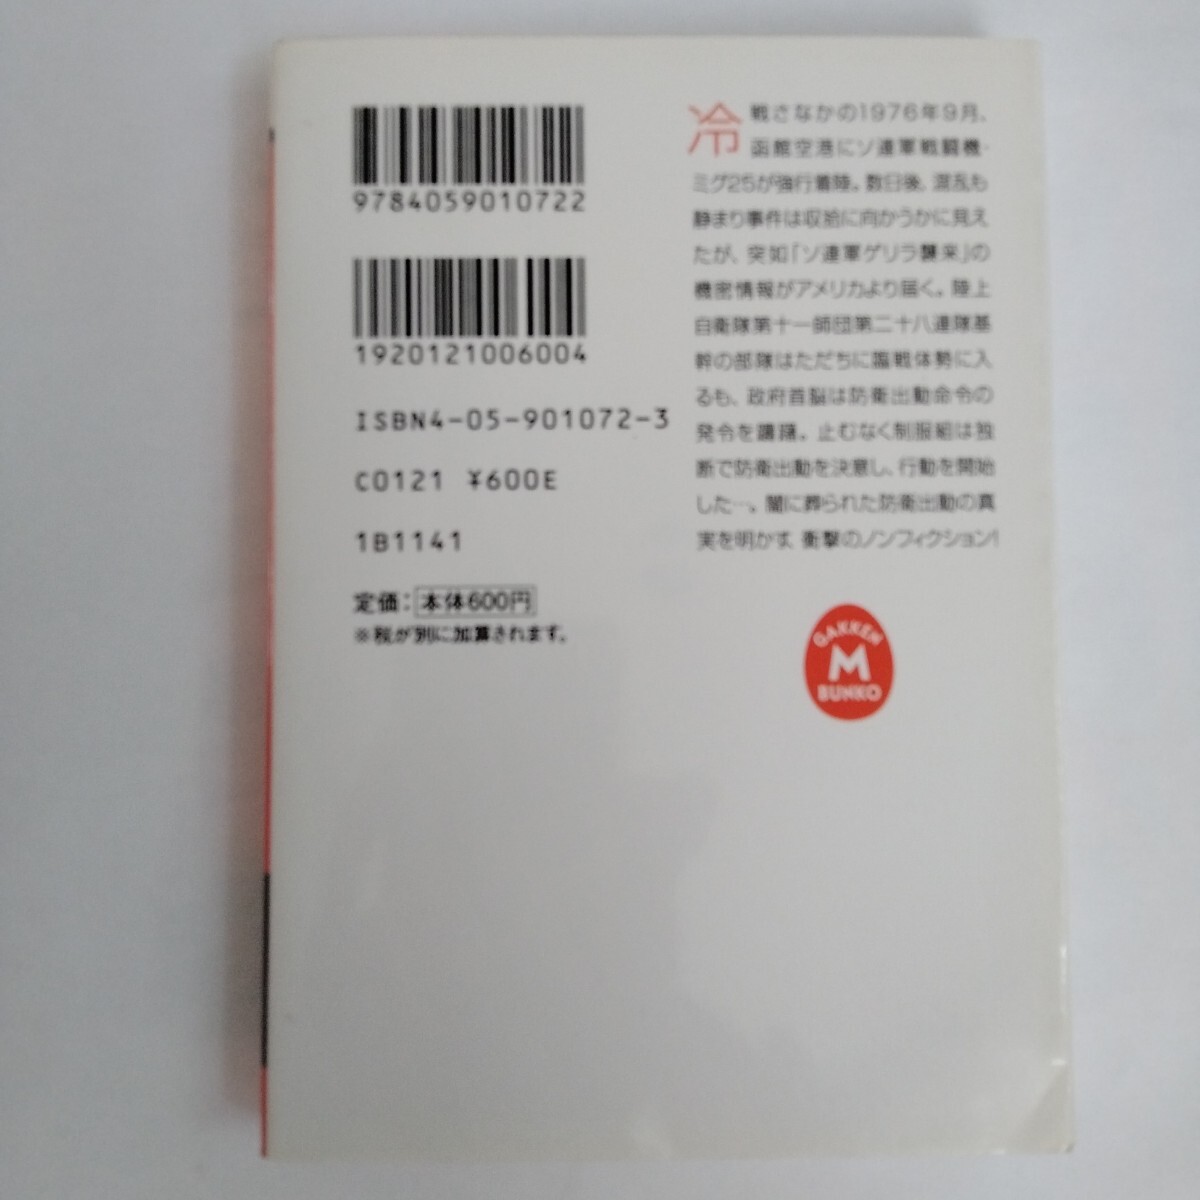 9784059010722
1920121006004
ISBN4-05-901072-3
C0121 ¥600E
1B1141
定価：本体600円
※税が別に加算されます。
冷戦さなかの1976年9月、
函館空港にソ連軍戦闘機・
ミグ25が強行着陸。数日後、混乱も
静まり事件は収拾に向かうかに見え
たが、突如「ソ連軍ゲリラ襲来」の
機密情報がアメリカより届く。陸上
自衛隊第十一師団第二十八連隊基
幹の部隊はただちに臨戦体勢に入
るも、政府首脳は防衛出動命令の
発令を躊躇。止むなく制服組は独
断で防衛出動を決意し、行動を開始
した…。闇に葬られた防衛出動の真
実を明かす、衝撃のノンフィクション!
GAKKEN
M
BUNKO